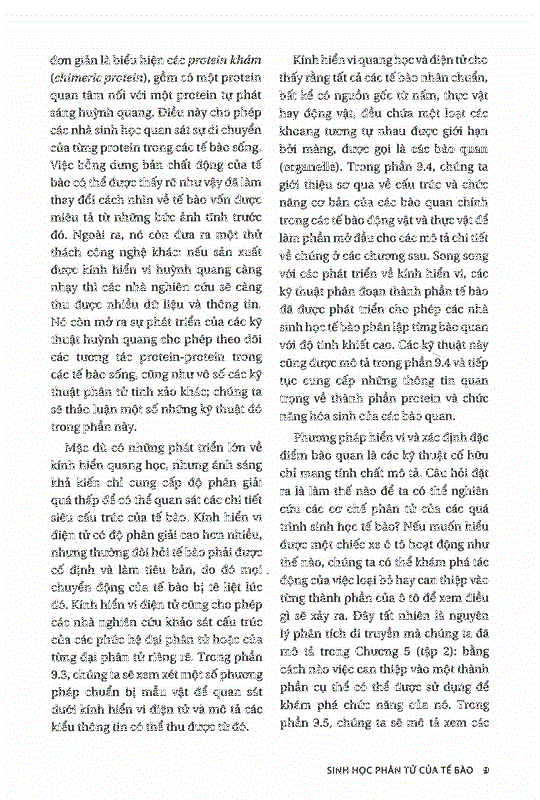 đơn giản là biểu hiện các protein khảm
(chimeric protein), gồm có một protein
quan tâm nối với một protein tự phát
sáng huỳnh quang. Điều này cho phép
các nhà sinh học quan sát sự di chuyển
của từng protein trong các tế bào sống.
Việc bỗng dưng bản chất động của tế
bào có thể được thấy rõ như vậy đã làm
thay đổi cách nhìn về tế bào vốn được
miêu tả từ những bức ảnh tĩnh trước
đó. Ngoài ra, nó còn đưa ra một thử
thách công nghệ khác: nếu sản xuất
được kính hiển vi huỳnh quang càng
nhạy thì các nhà nghiên cứu sẽ càng
thu được nhiều dữ liệu và thông tin.
Nó còn mở ra sự phát triển của các kỹ
thuật huỳnh quang cho phép theo dõi
các tương tác protein-protein trong
các tế bào sống, cũng như vô số các kỹ
thuật phân tử tinh xảo khác; chúng ta
sẽ thảo luận một số những kỹ thuật đó
trong phần này.
Mặc dù có những phát triển lớn về
kính hiển quang học, nhưng ánh sáng
khả kiến chỉ cung cấp độ phân giải
quá thấp để có thể quan sát các chi tiết
siêu cấu trúc của tế bào. Kính hiển vi
điện tử có độ phân giải cao hơn nhiều,
nhưng thường đòi hỏi tế bào phải được
cố định và làm tiêu bản, do đó mọi
chuyển động của tế bào bị tê liệt lúc
đó. Kính hiển vi điện tử cũng cho phép
các nhà nghiên cứu khảo sát cấu trúc
của các phức hệ đại phân tử hoặc của
từng đại phân tử riêng rẽ. Trong phần
9.3, chúng ta sẽ xem xét một số phương
pháp chuẩn bị mẫu vật để quan sát
dưới kính hiển vi điện tử và mô tả các
kiểu thông tin có thể thu được từ đó.
Kính hiển vi quang học và điện tử cho
thấy rằng tất cả các tế bào nhân chuẩn,
bất kể có nguồn gốc từ nấm, thực vật
hay động vật, đều chứa một loạt các
khoang tương tự nhau được giới hạn
bởi màng, được gọi là các bào quan
(organelle). Trong phần 9.4, chúng ta
giới thiệu sơ qua về cấu trúc và chức
năng cơ bản của các bào quan chính
trong các tế bào động vật và thực vật để
làm phần mở đầu cho các mô tả chi tiết
về chúng ở các chương sau. Song song
với các phát triển về kính hiển vi, các
kỹ thuật phân đoạn thành phần tế bào
đã được phát triển cho phép các nhà
sinh học tế bào phân lập từng bào quan
với độ tinh khiết cao. Các kỹ thuật này
cũng được mô tả trong phần 9.4 và tiếp
tục cung cấp những thông tin quan
trọng về thành phần protein và chức
năng hóa sinh của các bào quan.
Phương pháp hiển vi và xác định đặc
điểm bào quan là các kỹ thuật cố hữu
chỉ mang tính chất mô tả. Câu hỏi đặt
ra là làm thế nào để ta có thể nghiên
cứu các cơ chế phân tử của các quá
trình sinh học tế bào? Nếu muốn hiểu
được một chiếc xe ô tô hoạt động như
thế nào, chúng ta có thể khám phá tác
động của việc loại bỏ hay can thiệp vào
từng thành phần của ô tô để xem điều
gì sẽ xảy ra. Đây tất nhiên là nguyên
lý phân tích di truyền mà chúng ta đã
mô tả trong Chương 5 (tập 2): bằng
cách nào việc can thiệp vào một thành
phần cụ thể có thể được sử dụng để
khám phá chức năng của nó. Trong
phần 9.5, chúng ta sẽ mô tả xem các
SINH HỌC PHÂN TỬ CỦA TẾ BÀO